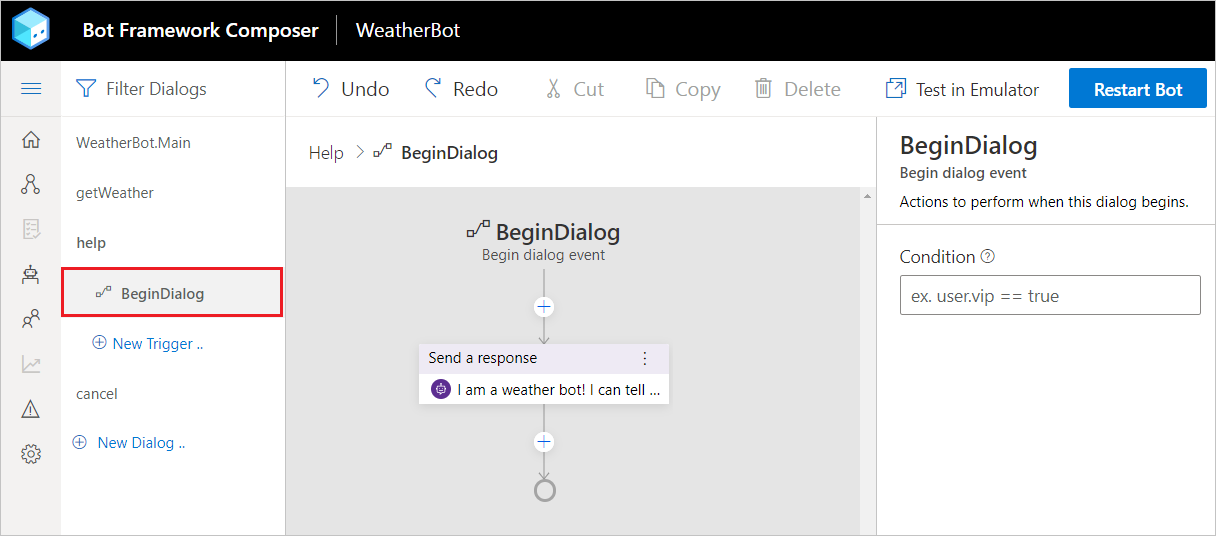 Bot Framework Composer
WeatherBot
Filter Dialogs
Undo
Redo
Cut
Copy
Delete
Test in Emulator
Restart Bot
WeatherBot.Main
getWeather
help
BeginDialog
New Trigger ..
cancel
New Dialog ..
Help > BeginDialog
BeginDialog
Begin dialog event
Send a response
I am a weather bot! I can tell ...
BeginDialog
Begin dialog event
Actions to perform when this dialog begins.
Condition
ex. user.vip == true